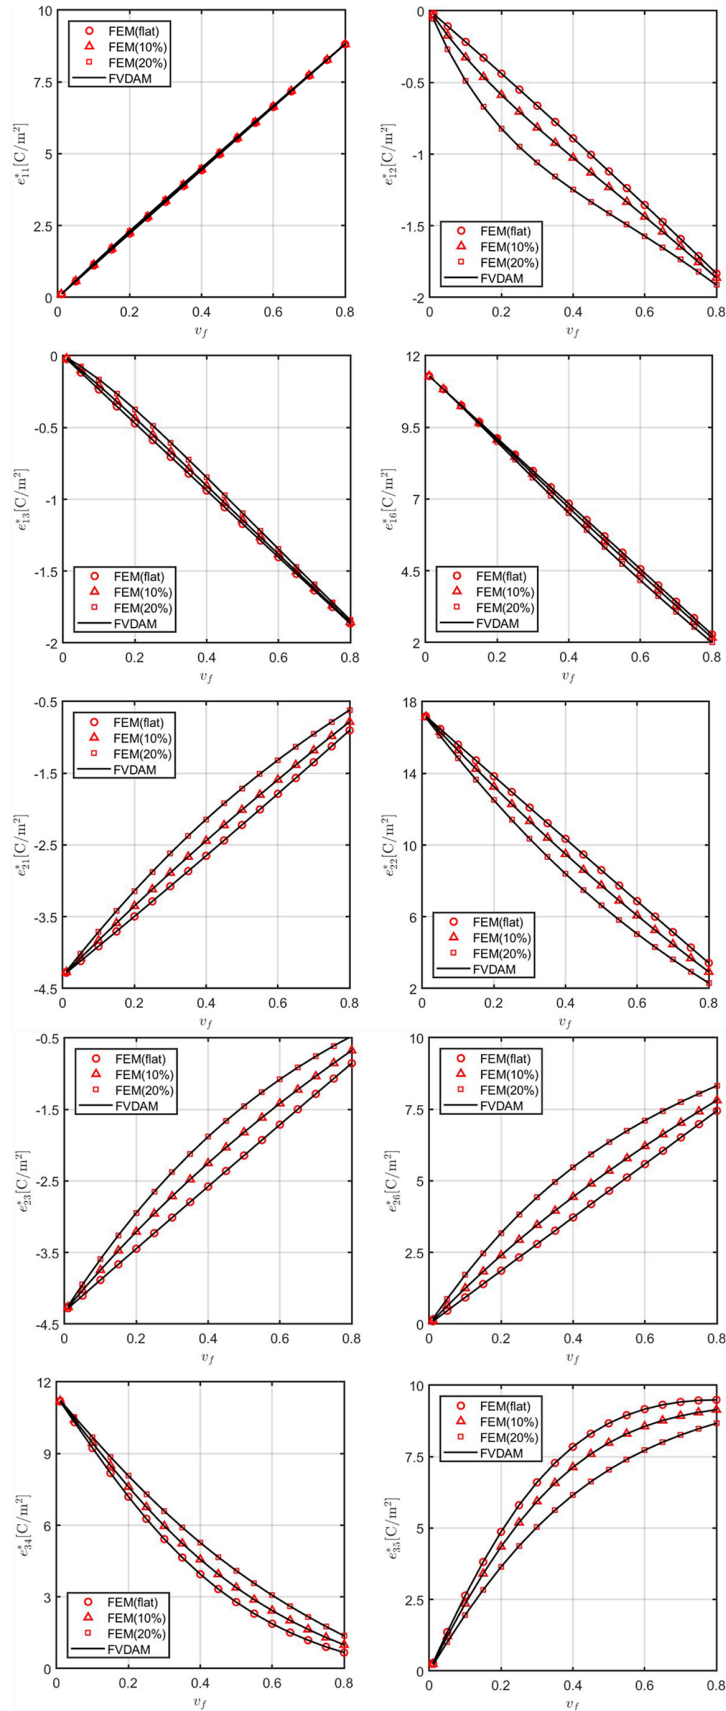 10
7.5
5
2.5
0
e*11[C/m²]
FEM(flat)
FEM(10%)
FEM(20%)
FVDAM
0 0.2 0.4 0.6 0.8
vf
0
-0.5
-1
-1.5
-2
e*12[C/m²]
FEM(flat)
FEM(10%)
FEM(20%)
FVDAM
0 0.2 0.4 0.6 0.8
vf
0
-0.5
-1
-1.5
-2
e*13[C/m²]
FEM(flat)
FEM(10%)
FEM(20%)
FVDAM
0 0.2 0.4 0.6 0.8
vf
12
9.5
7
4.5
2
e*16[C/m²]
FEM(flat)
FEM(10%)
FEM(20%)
FVDAM
0 0.2 0.4 0.6 0.8
vf
-0.5
-1.5
-2.5
-3.5
-4.5
e*21[C/m²]
FEM(flat)
FEM(10%)
FEM(20%)
FVDAM
0 0.2 0.4 0.6 0.8
vf
18
14
10
6
2
e*22[C/m²]
FEM(flat)
FEM(10%)
FEM(20%)
FVDAM
0 0.2 0.4 0.6 0.8
vf
-0.5
-1.5
-2.5
-3.5
-4.5
e*23[C/m²]
FEM(flat)
FEM(10%)
FEM(20%)
FVDAM
0 0.2 0.4 0.6 0.8
vf
10
7.5
5
2.5
0
e*26[C/m²]
FEM(flat)
FEM(10%)
FEM(20%)
FVDAM
0 0.2 0.4 0.6 0.8
vf
12
9
6
3
0
e*34[C/m²]
FEM(flat)
FEM(10%)
FEM(20%)
FVDAM
0 0.2 0.4 0.6 0.8
vf
10
7.5
5
2.5
0
e*35[C/m²]
FEM(flat)
FEM(10%)
FEM(20%)
FVDAM
0 0.2 0.4 0.6 0.8
vf